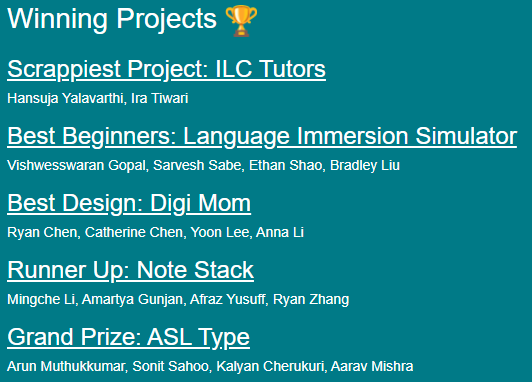 Winning Projects 🏆
Scrappiest Project: ILC Tutors
Hansuja Yalavarthi, Ira Tiwari
Best Beginners: Language Immersion Simulator
Vishwesswaran Gopal, Sarvesh Sabe, Ethan Shao, Bradley Liu
Best Design: Digi Mom
Ryan Chen, Catherine Chen, Yoon Lee, Anna Li
Runner Up: Note Stack
Mingche Li, Amartya Gunjan, Afraz Yusuff, Ryan Zhang
Grand Prize: ASL Type
Arun Muthukkumar, Sonit Sahoo, Kalyan Cherukuri, Aarav Mishra